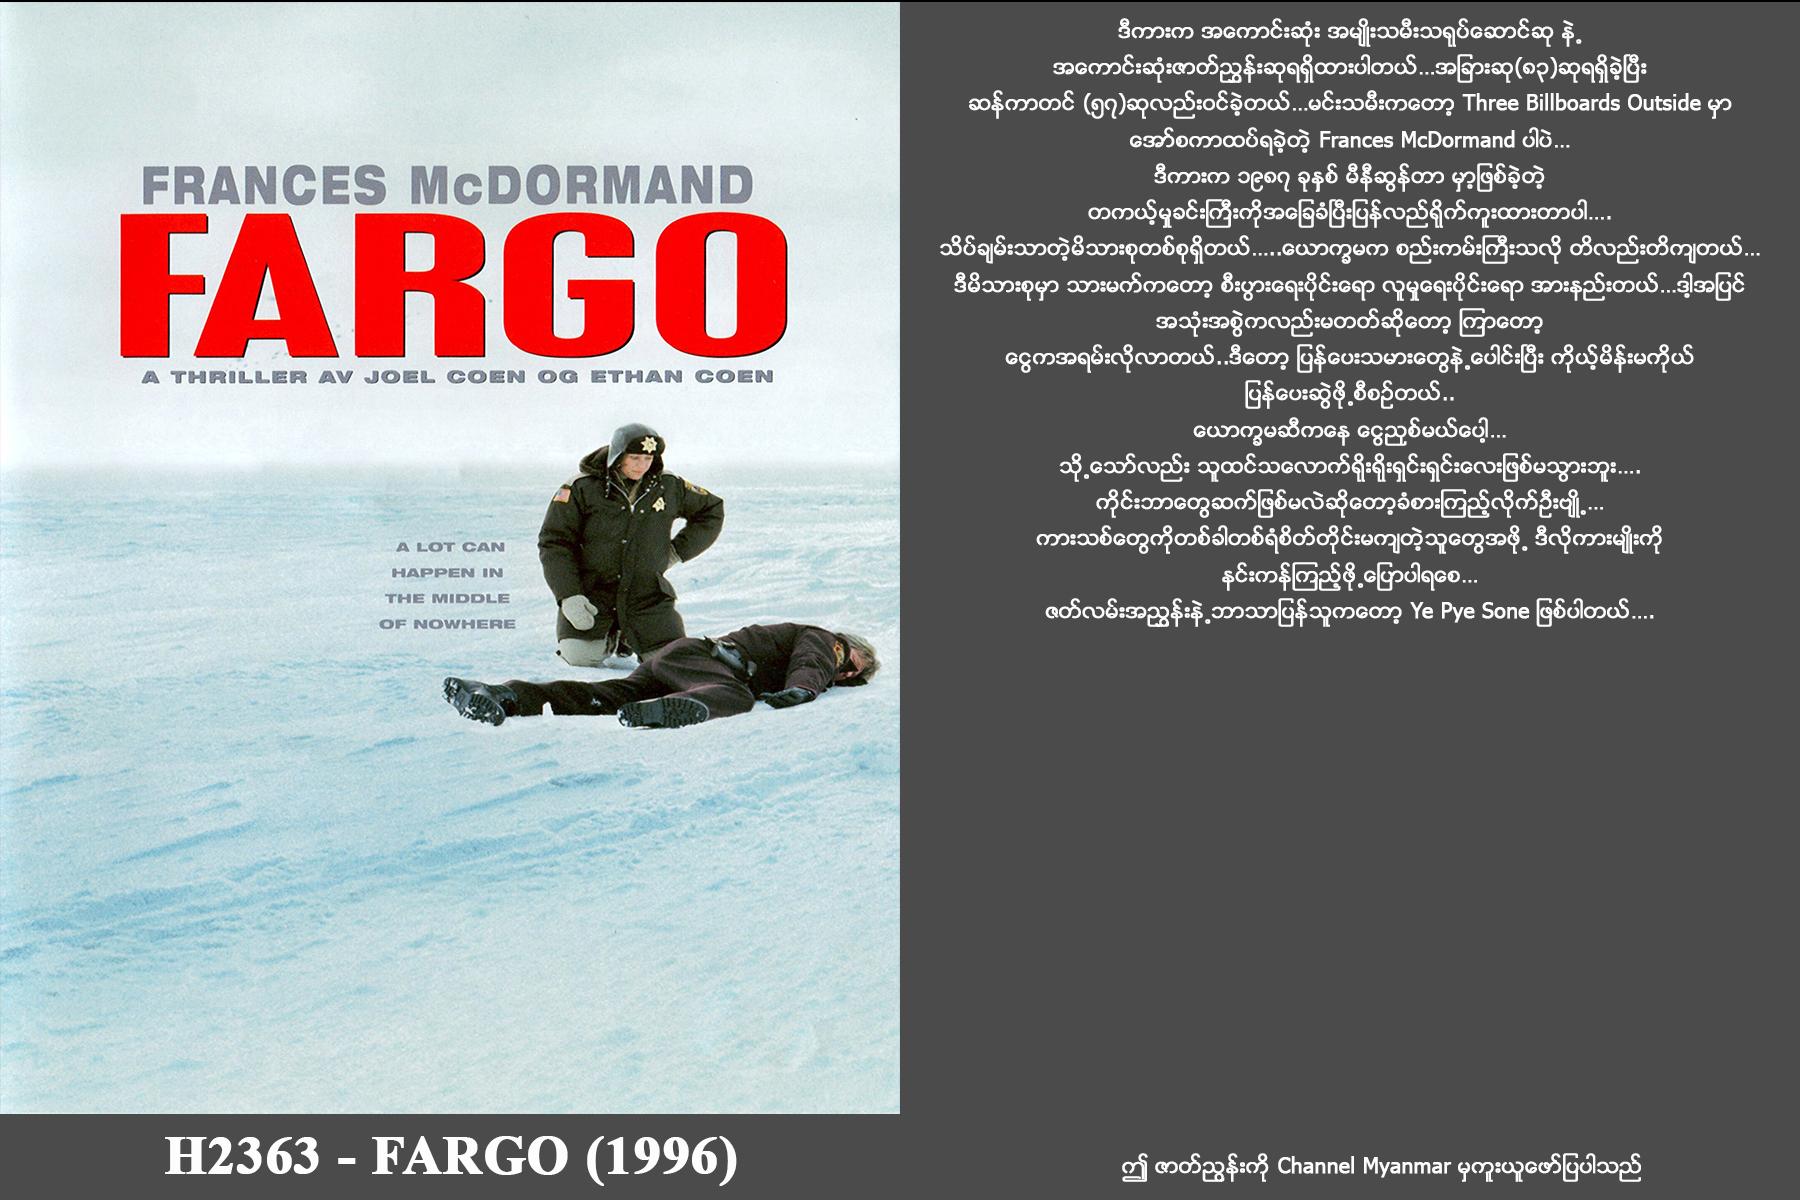 FRANCES McDORMAND
FARGO
A THRILLER AV JOEL COEN OG ETHAN COEN
A LOT CAN
HAPPEN IN
THE MIDDLE
OF NOWHERE
H2363 - FARGO (1996)
ဒီကားက အကောင်းဆုံး အမျိုးသမီးသရုပ်ဆောင်ဆု နဲ့
အကောင်းဆုံးဇာတ်ညွှန်းဆုရရှိထားပါတယ်...အခြားဆု(၈၃)ဆုရရှိခဲ့ပြီး
ဆန်ကာတင် (၅၇)ဆုလည်းဝင်ခဲ့တယ်...မင်းသမီးကတော့ Three Billboards Outside မှာ
အော်စကာထပ်ရခဲ့တဲ့ Frances McDormand ပါပဲ...
ဒီကားက ၁၉၈၇ ခုနှစ် မီနီဆွန်တာ မှာ့ဖြစ်ခဲ့တဲ့
တကယ့်မှုခင်းကြီးကိုအခြေခံပြီးပြန်လည်ရိုက်ကူးထားတာပါ....
သိပ်ချမ်းသာတဲ့မိသားစုတစ်စုရှိတယ်.....ယောက္ခမက စည်းကမ်းကြီးသလို တိလည်းတိကျတယ်...
ဒီမိသားစုမှာ သားမက်ကတော့ စီးပွားရေးပိုင်းရော လူမှုရေးပိုင်းရော အားနည်းတယ်...ဒါ့အပြင်
အသုံးအစွဲကလည်းမတတ်ဆိုတော့ ကြာတော့
ငွေကအရမ်းလိုလာတယ်..ဒီတော့ ပြန်ပေးသမားတွေနဲ့ပေါင်းပြီး ကိုယ့်မိန်းမကိုယ်
ပြန်ပေးဆွဲဖို့စီစဉ်တယ်..
ယောက္ခမဆီကနေ ငွေညှစ်မယ်ပေါ့...
သို့သော်လည်း သူထင်သလောက်ရိုးရိုးရှင်းရှင်းလေးဖြစ်မသွားဘူး....
ကိုင်းဘာတွေဆက်ဖြစ်မလဲဆိုတော့ခံစားကြည့်လိုက်ဦးဗျို့...
ကားသစ်တွေကိုတစ်ခါတစ်ရံစိတ်တိုင်းမကျတဲ့သူတွေအဖို့ ဒီလိုကားမျိုးကို
နင်းကန်ကြည့်ဖို့ပြောပါရစေ...
ဇတ်လမ်းအညွှန်းနဲ့ဘာသာပြန်သူကတော့ Ye Pye Sone ဖြစ်ပါတယ်....
ဤ ဇာတ်ညွှန်းကို Channel Myanmar မှကူးယူဖော်ပြပါသည်